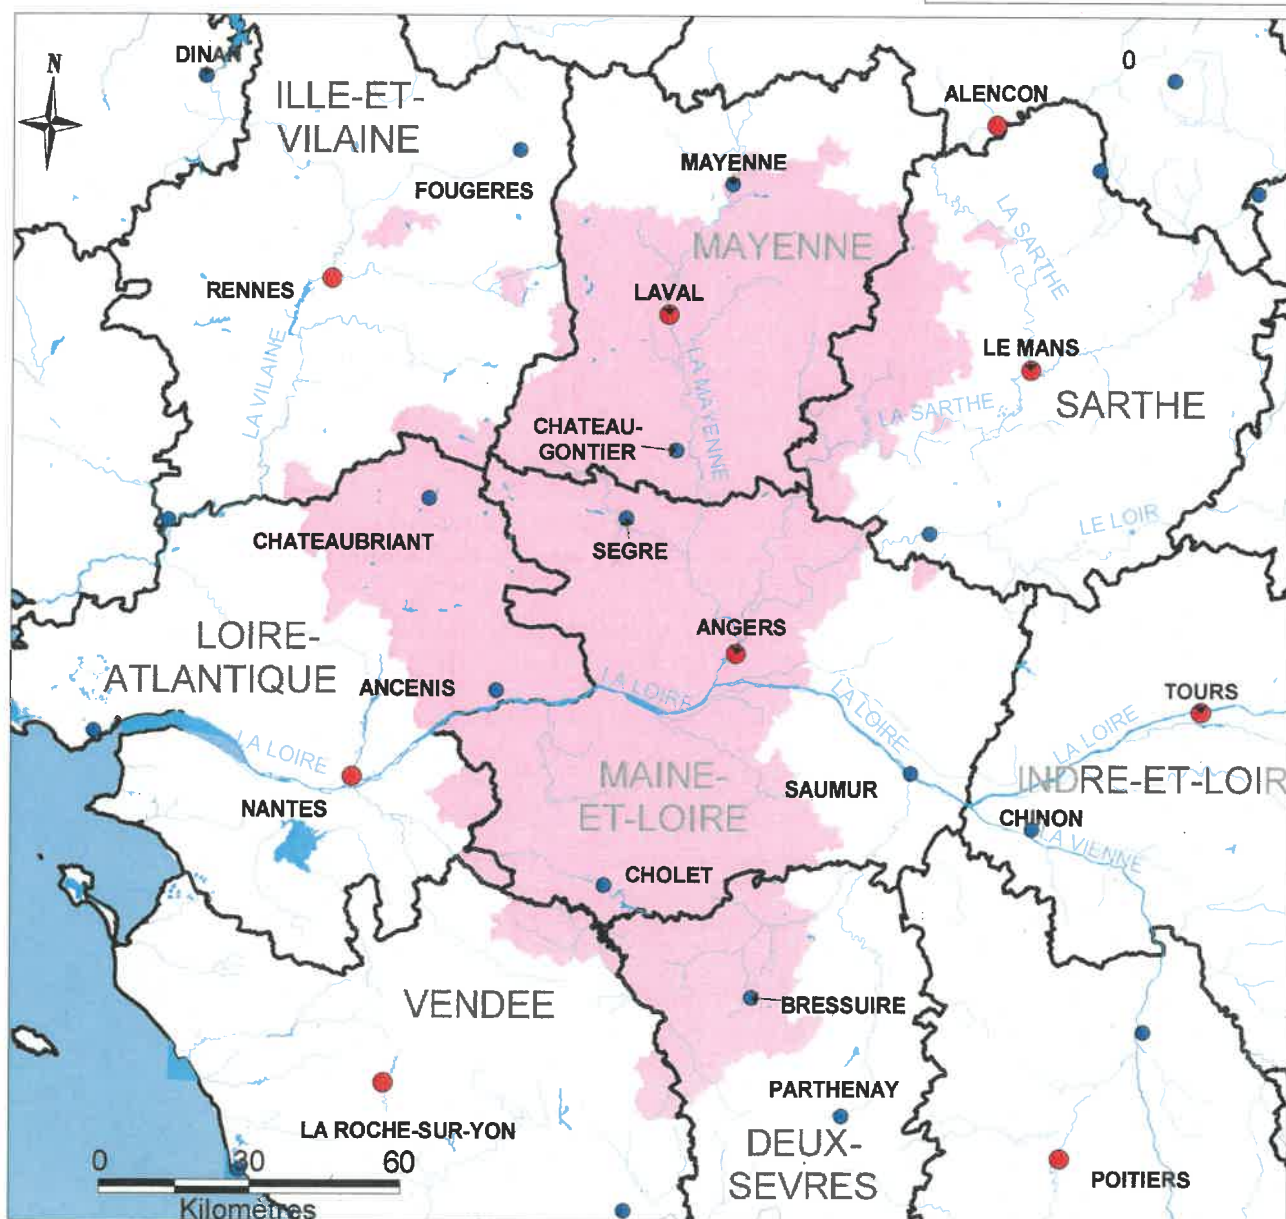 DINAN
0
N
ILLE-ET-
VILAINE
ALENCON
MAYENNE
FOUGERES
LA SARTHE
MAYENNE
RENNES
LAVAL
LE MANS
LA VILAINE
LA MAYENNE
LA SARTHE
SARTHE
CHATEAU-
GONTIER
LE LOIR
CHATEAUBRIANT
SEGRE
LOIRE-
ATLANTIQUE
ANGERS
ANCENIS
LA LOIRE
LA LOIRE
TOURS
LA LOIRE
LA LOIRE
MAINE-
ET-LOIRE
INDRE-ET-LOIR
SAUMUR
NANTES
CHINON
LA VIENNE
CHOLET
VENDEE
BRESSUIRE
PARTHENAY
LA ROCHE-SUR-YON
DEUX-
SEVRES
POITIERS
0 30 60
Kilomètres